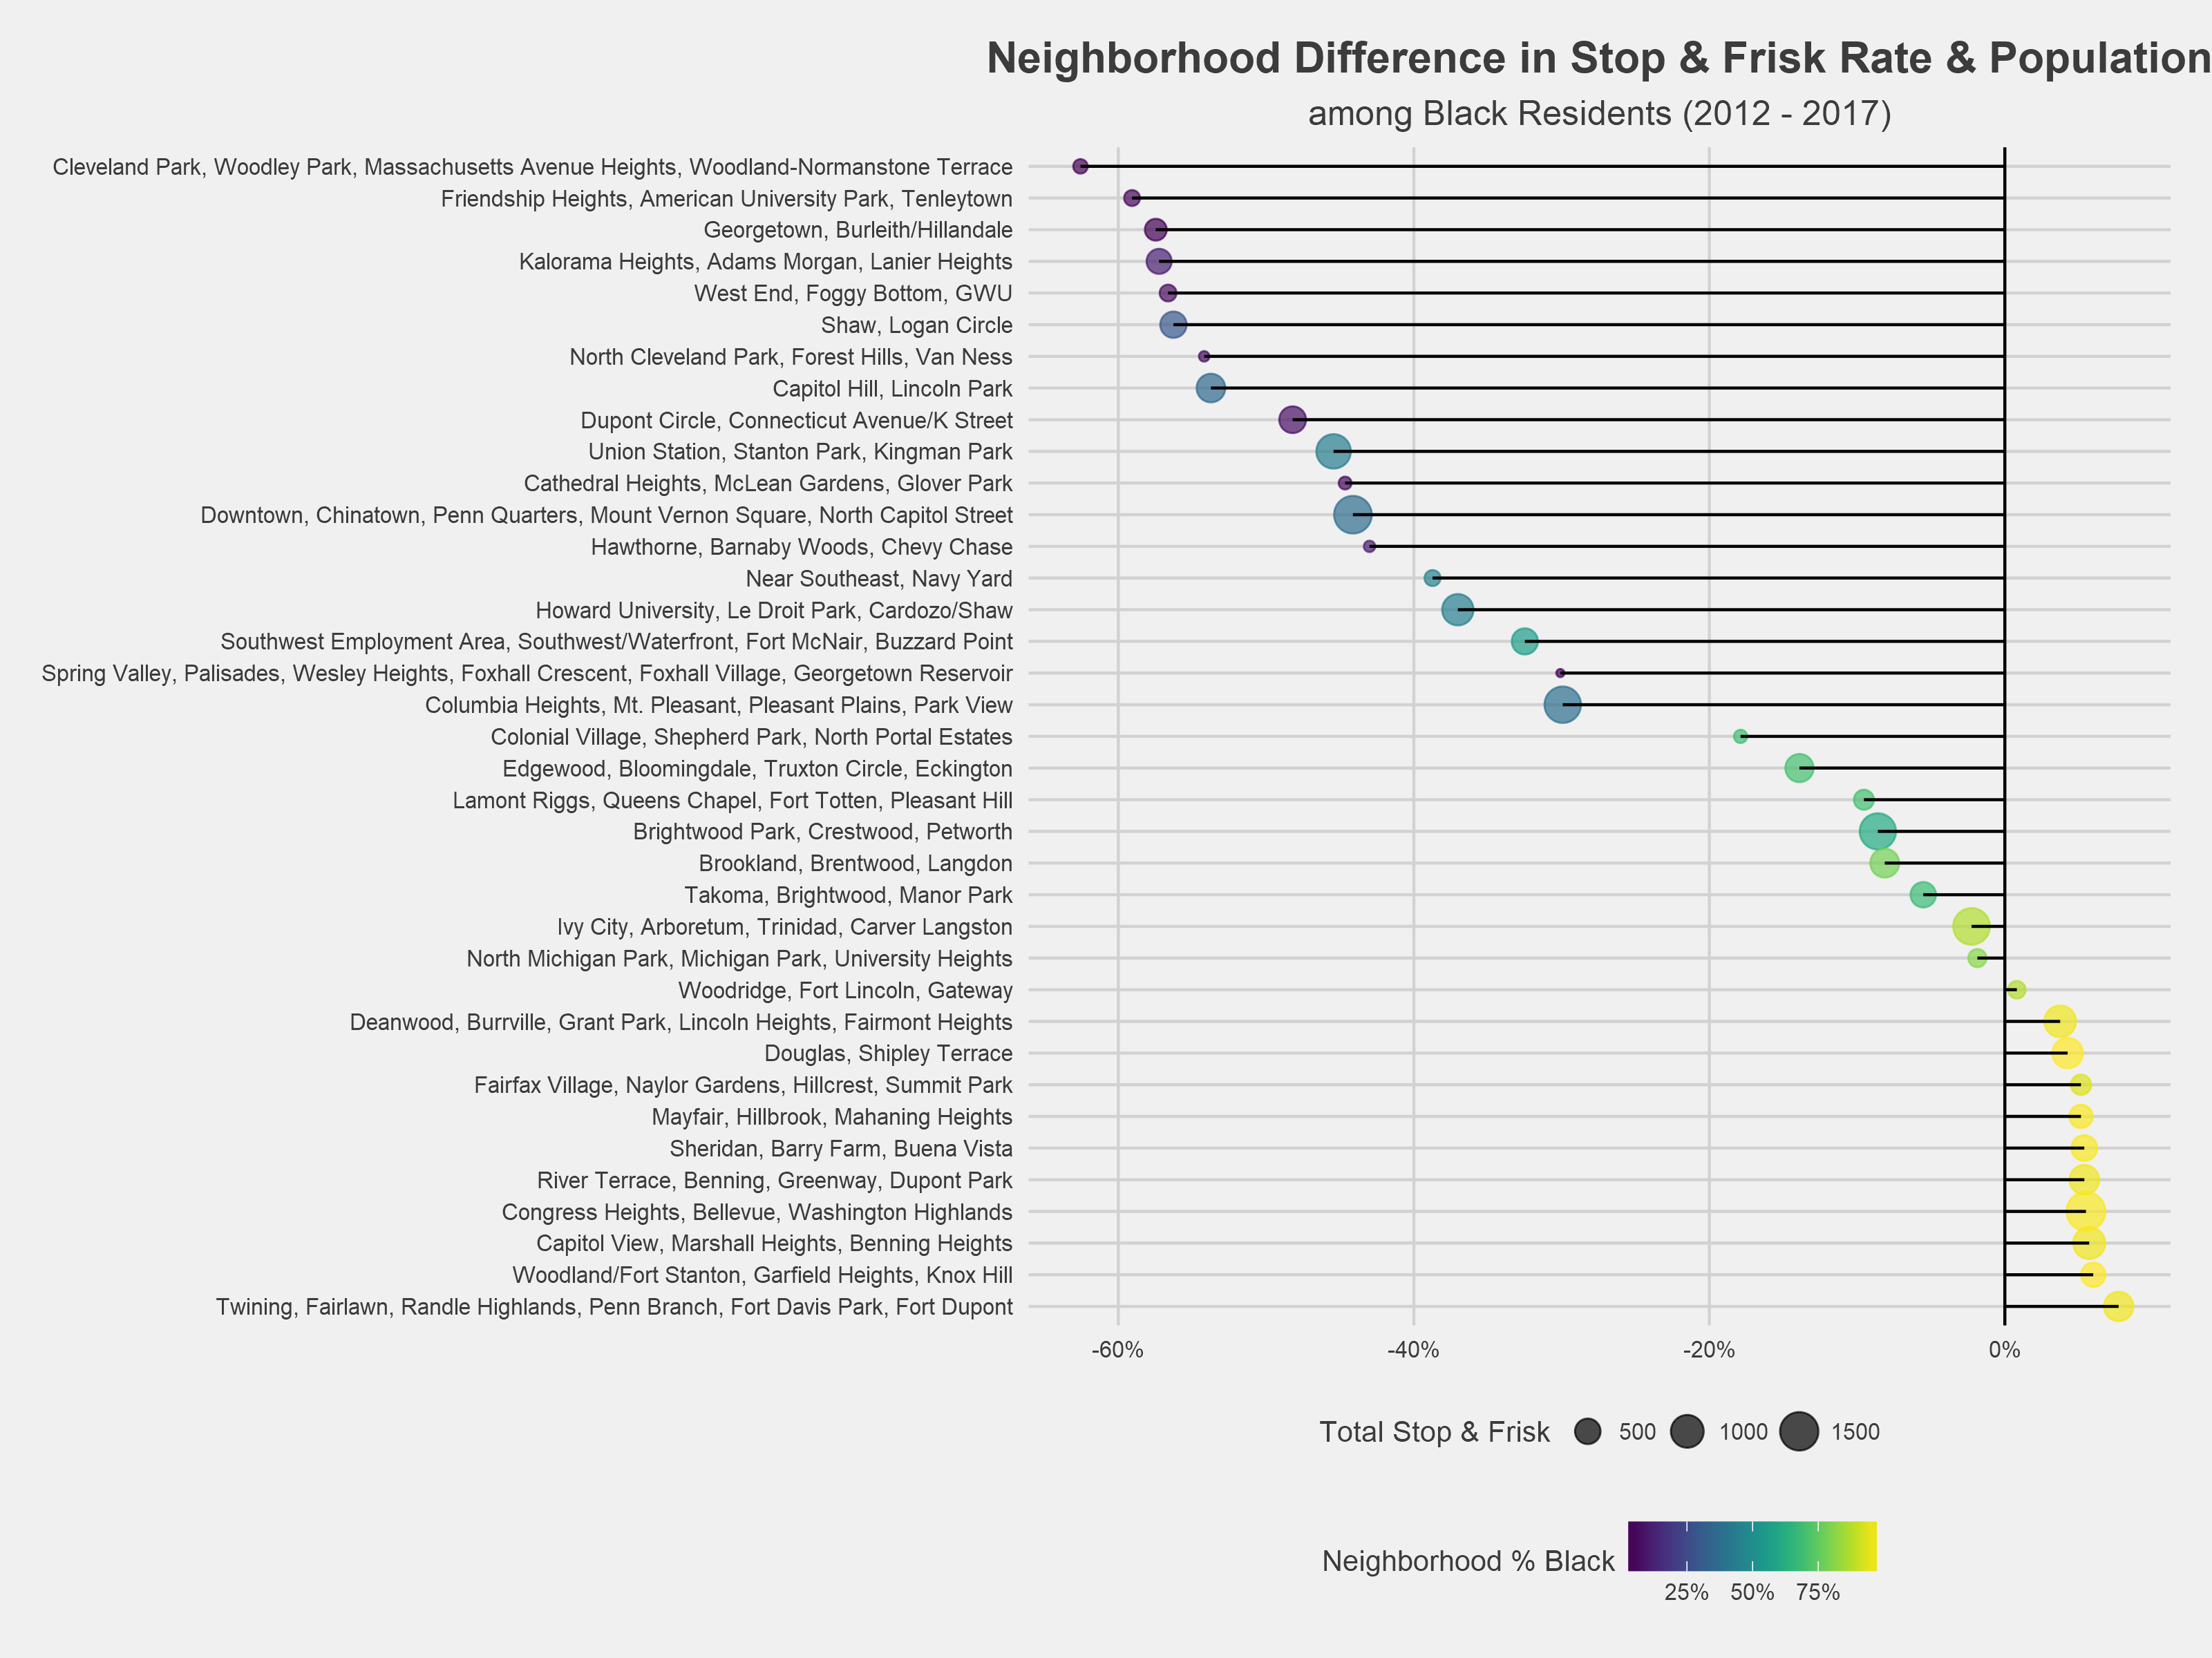 Neighborhood Difference in Stop & Frisk Rate & Population
among Black Residents (2012 - 2017)
Cleveland Park, Woodley Park, Massachusetts Avenue Heights, Woodland-Normanstone Terrace
Friendship Heights, American University Park, Tenleytown
Georgetown, Burleith/Hillandale
Kalorama Heights, Adams Morgan, Lanier Heights
West End, Foggy Bottom, GWU
Shaw, Logan Circle
North Cleveland Park, Forest Hills, Van Ness
Capitol Hill, Lincoln Park
Dupont Circle, Connecticut Avenue/K Street
Union Station, Stanton Park, Kingman Park
Cathedral Heights, McLean Gardens, Glover Park
Downtown, Chinatown, Penn Quarters, Mount Vernon Square, North Capitol Street
Hawthorne, Barnaby Woods, Chevy Chase
Near Southeast, Navy Yard
Howard University, Le Droit Park, Cardozo/Shaw
Southwest Employment Area, Southwest/Waterfront, Fort McNair, Buzzard Point
Spring Valley, Palisades, Wesley Heights, Foxhall Crescent, Foxhall Village, Georgetown Reservoir
Columbia Heights, Mt. Pleasant, Pleasant Plains, Park View
Colonial Village, Shepherd Park, North Portal Estates
Edgewood, Bloomingdale, Truxton Circle, Eckington
Lamont Riggs, Queens Chapel, Fort Totten, Pleasant Hill
Brightwood Park, Crestwood, Petworth
Brookland, Brentwood, Langdon
Takoma, Brightwood, Manor Park
Ivy City, Arboretum, Trinidad, Carver Langston
North Michigan Park, Michigan Park, University Heights
Woodridge, Fort Lincoln, Gateway
Deanwood, Burrville, Grant Park, Lincoln Heights, Fairmont Heights
Douglas, Shipley Terrace
Fairfax Village, Naylor Gardens, Hillcrest, Summit Park
Mayfair, Hillbrook, Mahaning Heights
Sheridan, Barry Farm, Buena Vista
River Terrace, Benning, Greenway, Dupont Park
Congress Heights, Bellevue, Washington Highlands
Capitol View, Marshall Heights, Benning Heights
Woodland/Fort Stanton, Garfield Heights, Knox Hill
Twining, Fairlawn, Randle Highlands, Penn Branch, Fort Davis Park, Fort Dupont
-60% -40% -20% 0%
Total Stop & Frisk 500 1000 1500
Neighborhood % Black
25% 50% 75%